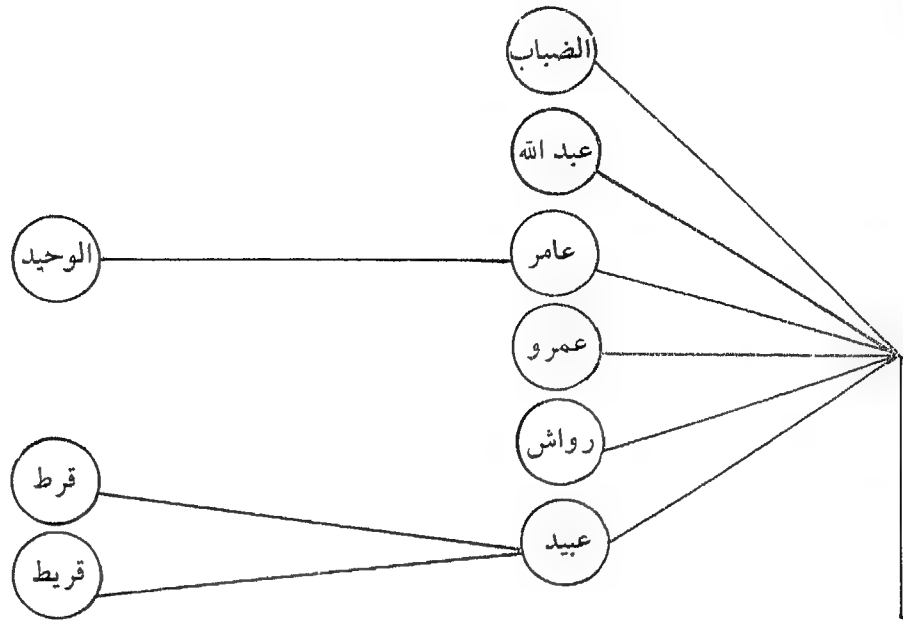 الضباب
عبد الله
عامر
الوحيد
عمرو
رواش
عبيد
قرط
قريط